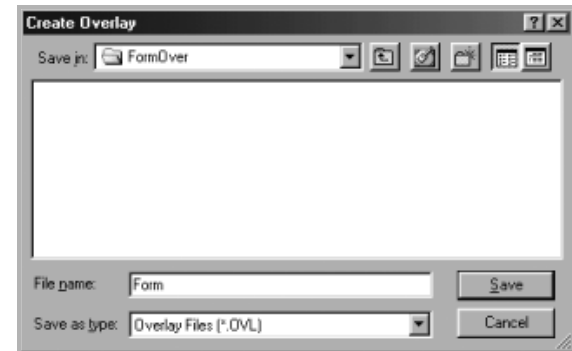 Create Overlay
Save in: FormOver
File name: Form Save
Save as type: Overlay Files (*.OVL) Cancel